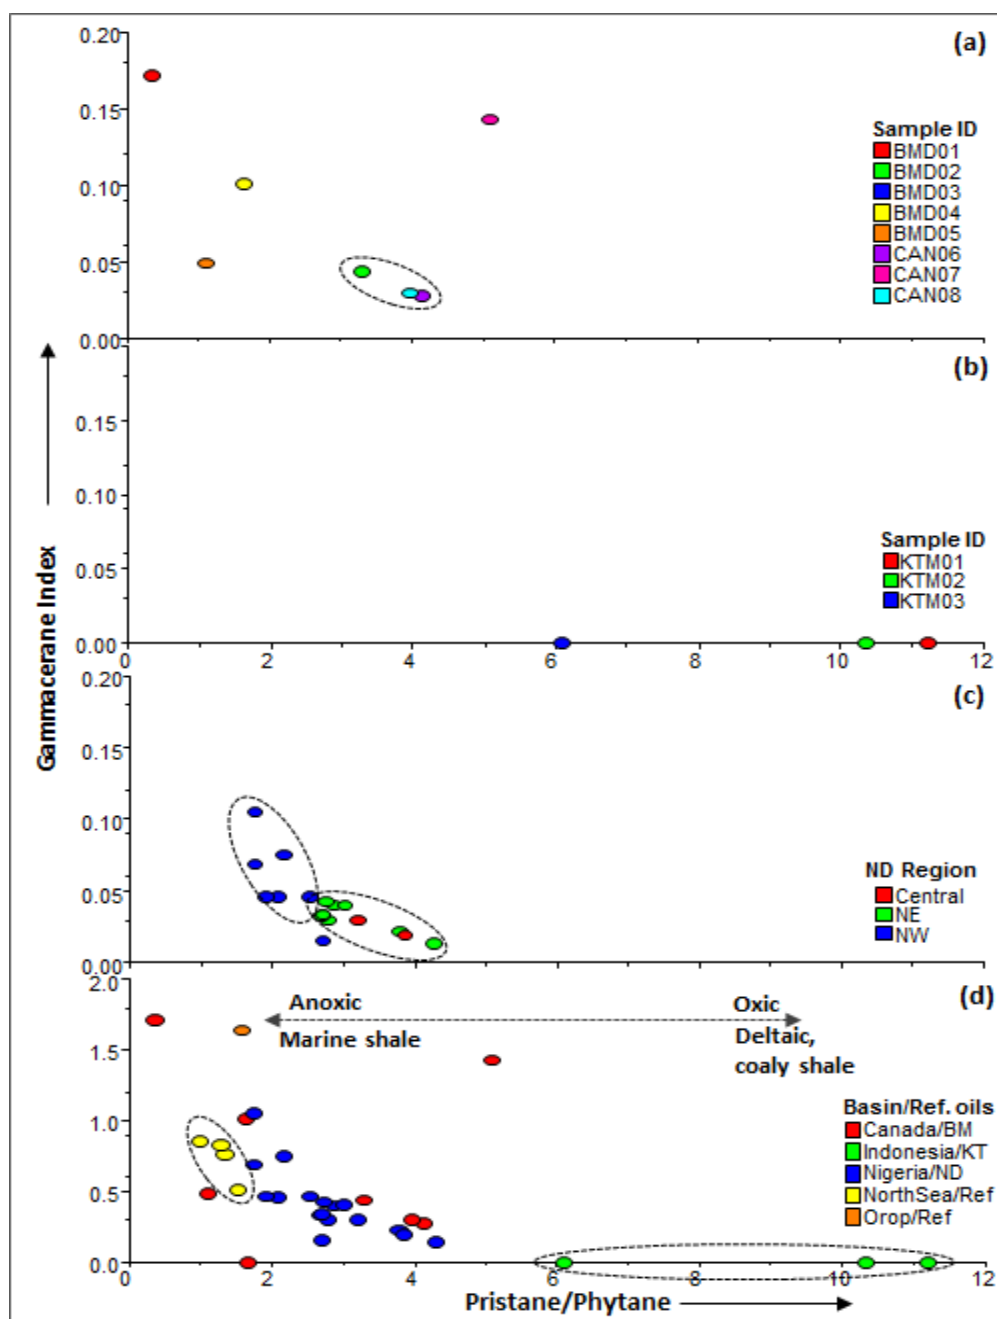 0.20
(a)
0.15
Sample ID
BMD01
BMD02
0.10
BMD03
BMD04
BMD05
0.05
CAN06
CAN07
CAN08
0.00
(b)
0.15
0.10
Sample ID
KTM01
0.05
KTM02
KTM03
0.00
0 2 4 6 8 10 12
0.20
(c)
0.15
0.10
ND Region
Central
0.05
NE
NW
0.00
Gammacerane Index
2.0
(d)
Anoxic Oxic
Marine shale Deltaic,
coaly shale
1.5
Basin/Ref. oils
1.0
Canada/BM
Indonesia/KT
Nigeria/ND
0.5
NorthSea/Ref
Orop/Ref
0.0
0 2 4 6 8 10 12
Pristane/Phytane